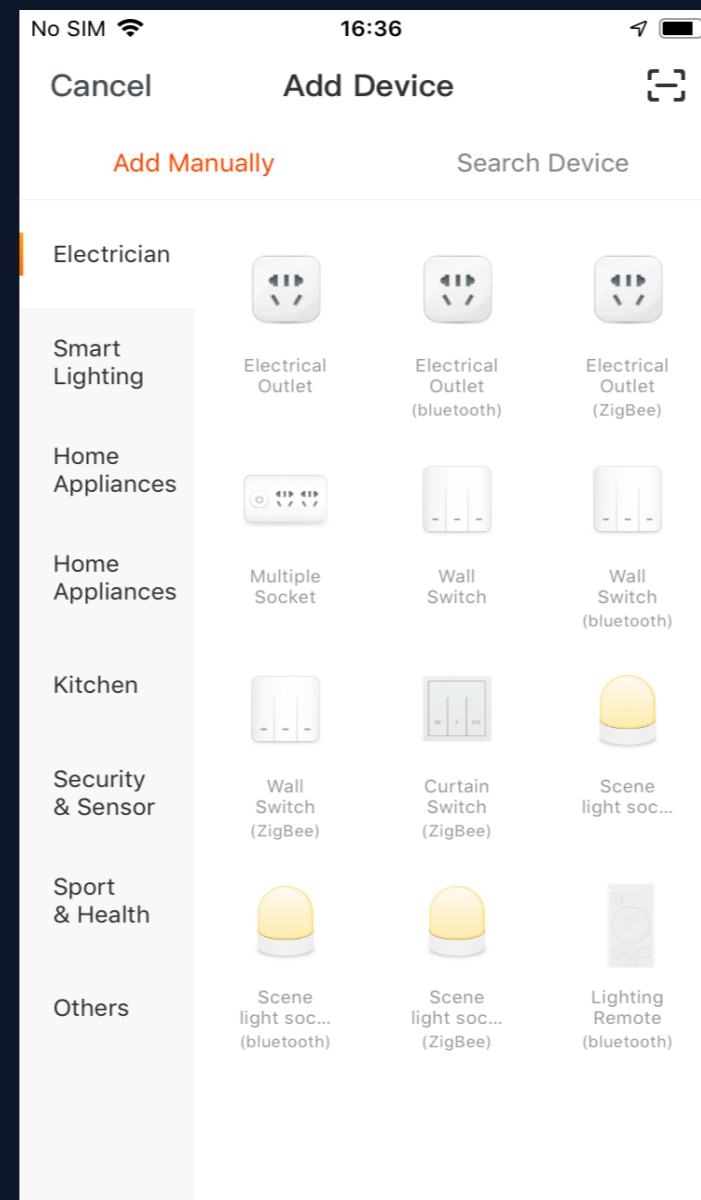 No SIM 16:36
Cancel Add Device
Add Manually Search Device
Electrician
Smart
Lighting
Home
Appliances
Home
Appliances
Kitchen
Security
& Sensor
Sport
& Health
Others
Electrical
Outlet
Electrical
Outlet
(bluetooth)
Electrical
Outlet
(ZigBee)
Multiple
Socket
Wall
Switch
Wall
Switch
(bluetooth)
Wall
Switch
(ZigBee)
Curtain
Switch
(ZigBee)
Scene
light soc...
Scene
light soc...
(bluetooth)
Scene
light soc...
(ZigBee)
Lighting
Remote
(bluetooth)